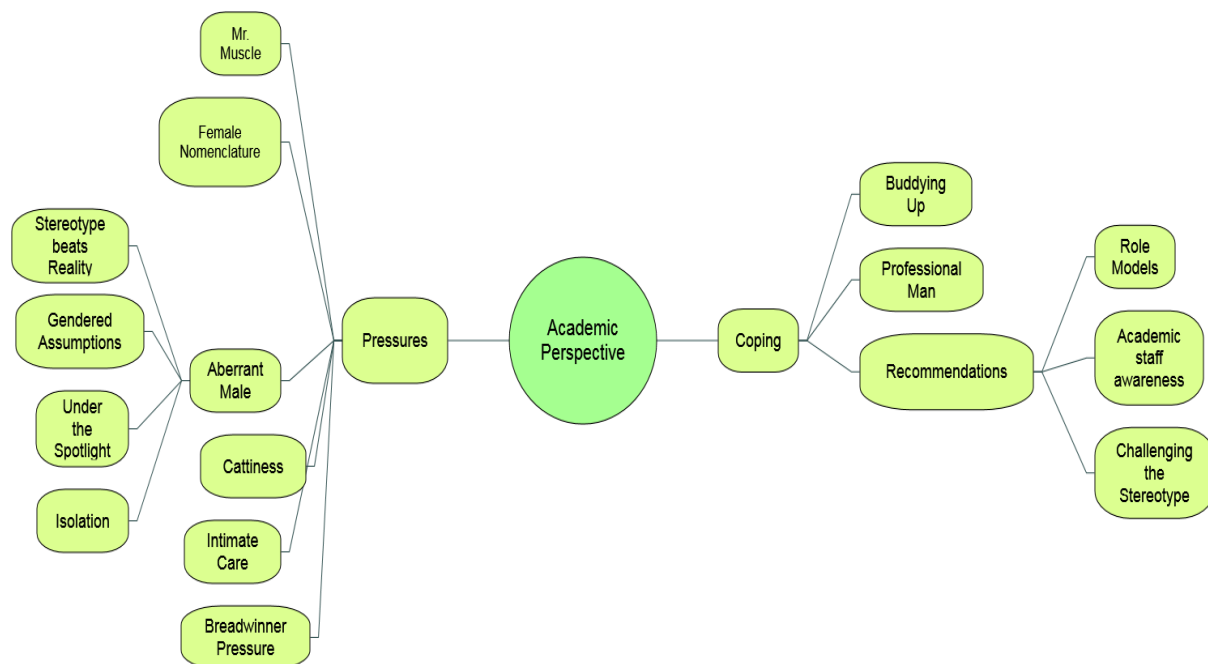 Mr.
Muscle
Female
Nomenclature
Stereotype
beats
Reality
Gendered
Assumptions
Under
the
Spotlight
Isolation
Aberrant
Male
Cattiness
Intimate
Care
Breadwinner
Pressure
Pressures
Academic
Perspective
Coping
Buddying
Up
Professional
Man
Recommendations
Role
Models
Academic
staff
awareness
Challenging
the
Stereotype